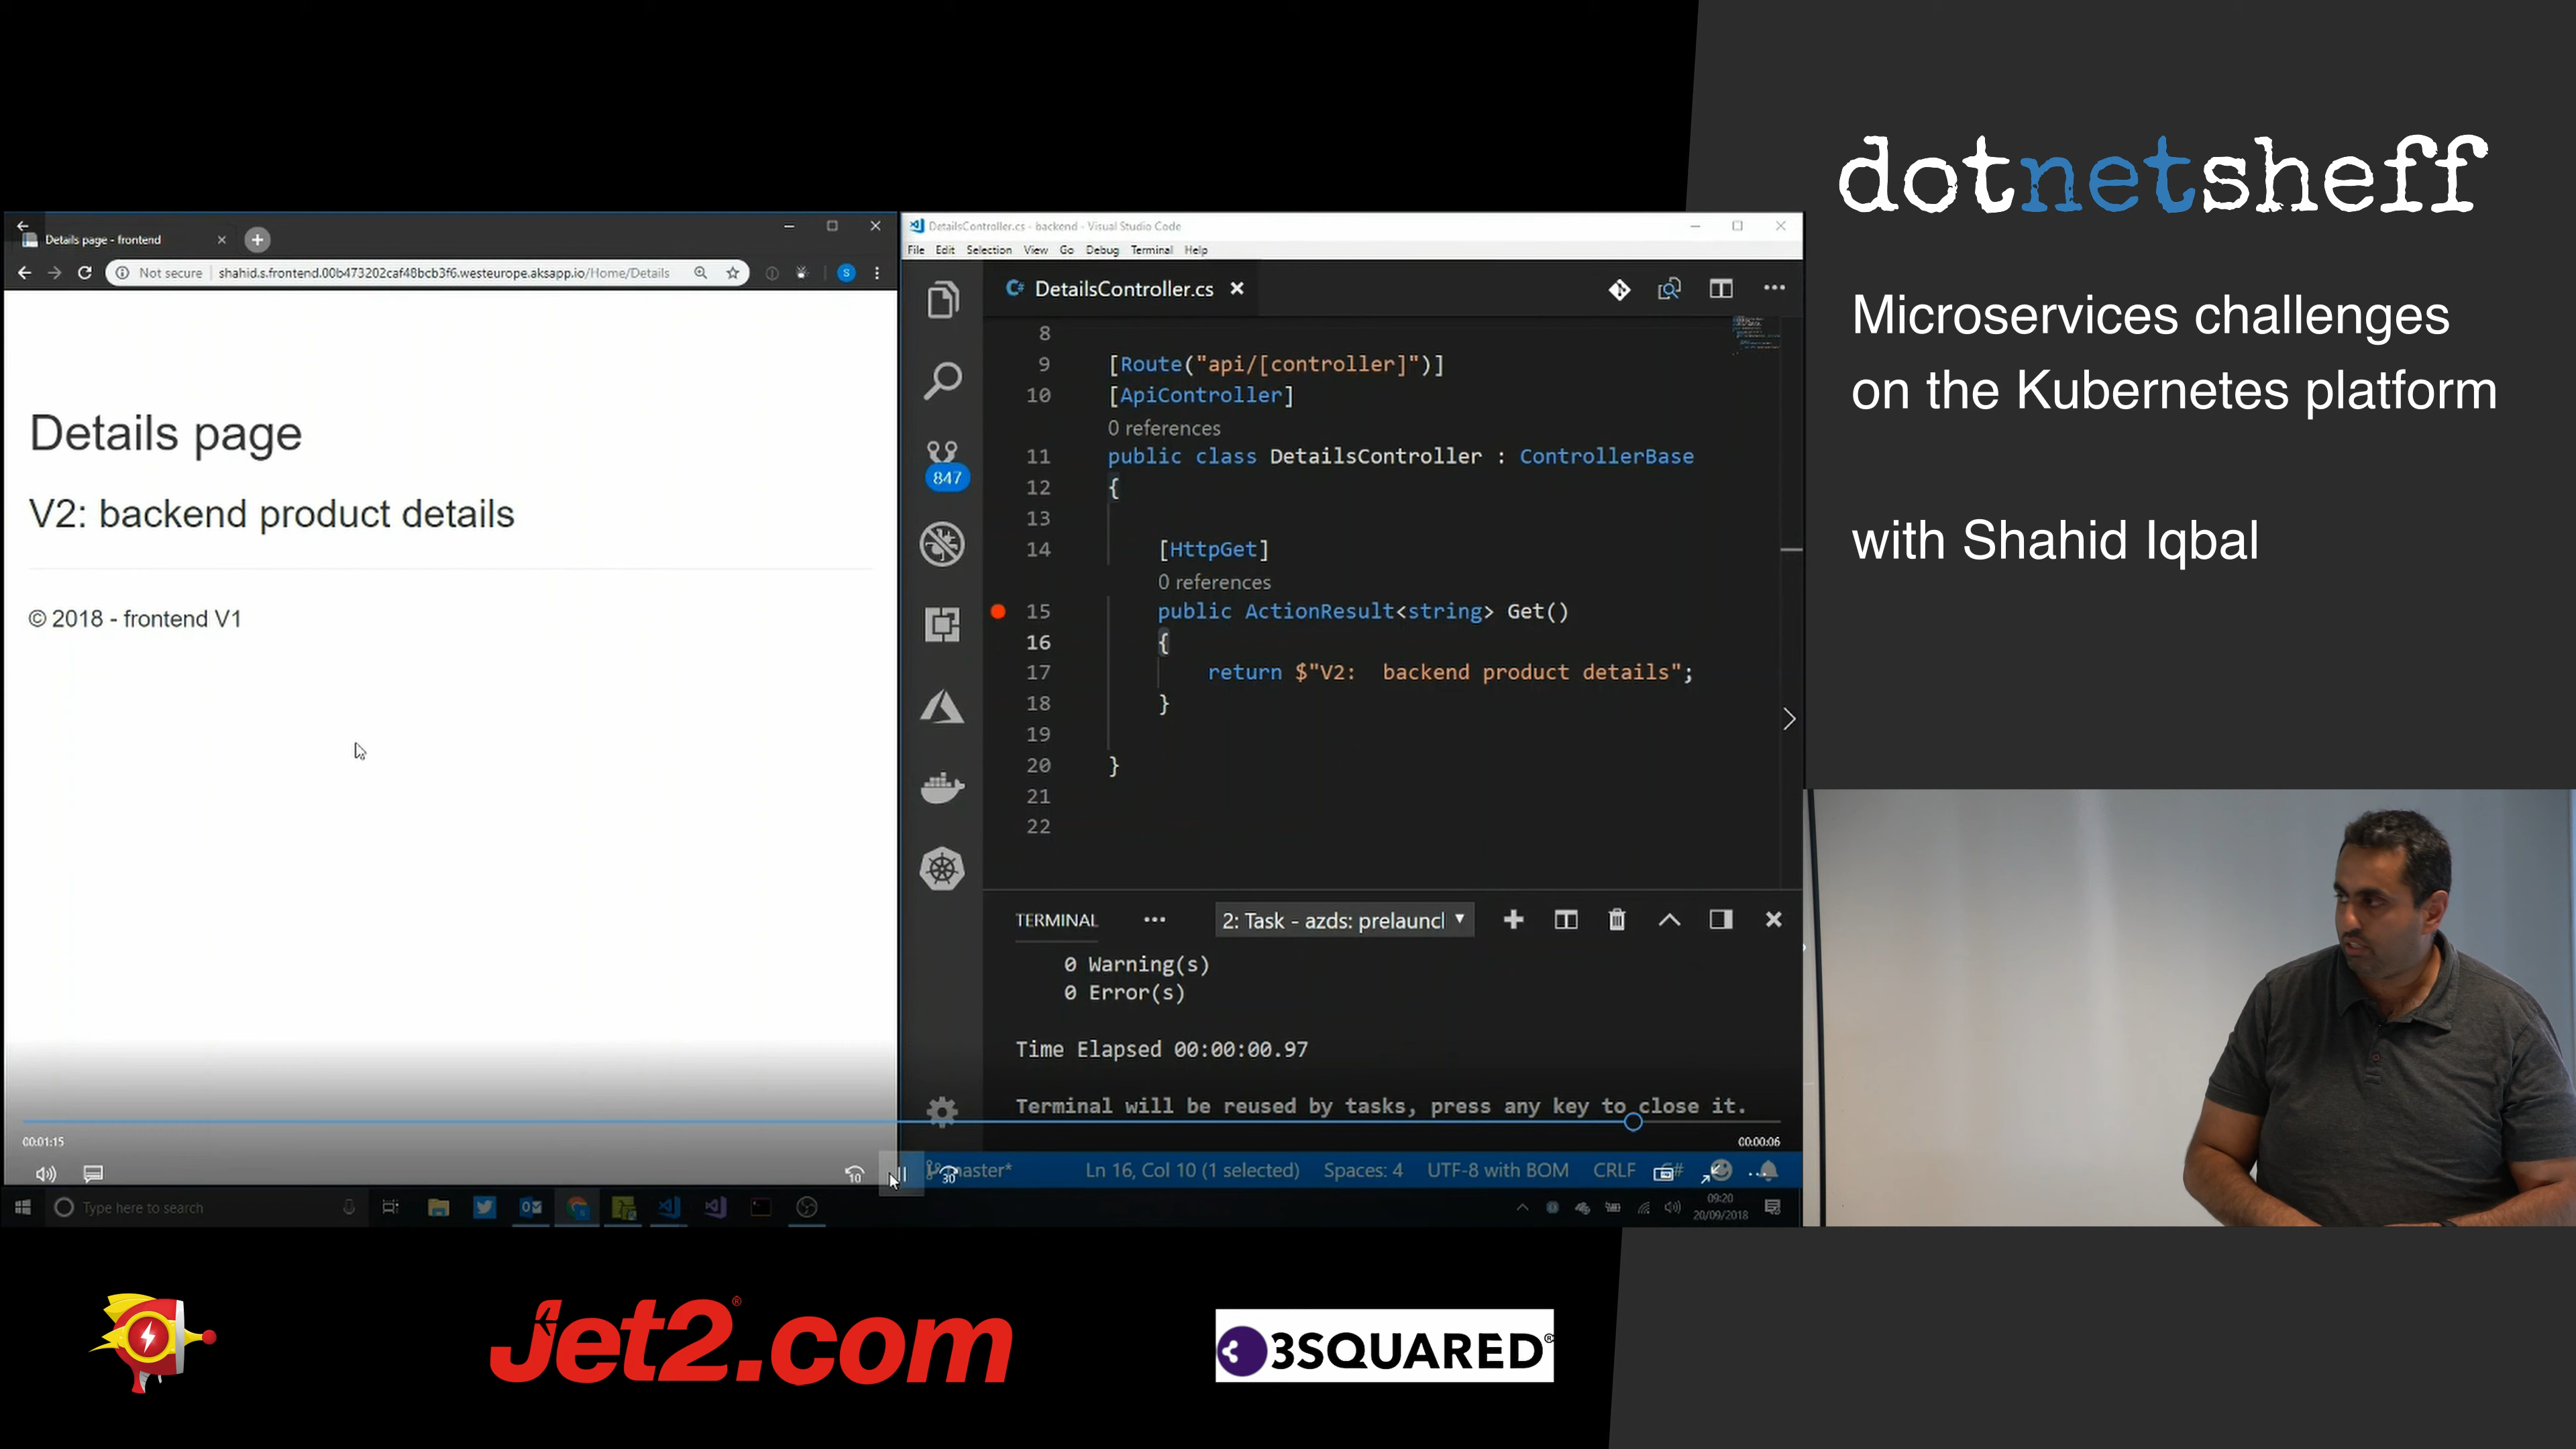 dotnetsheff
Microservices challenges
on the Kubernetes platform
with Shahid Iqbal
Details page - frontend
Not secure
shahid.s.frontend.00b473202caf48bcb3f6.westeurope.aksapp.io/Home/Details
S
Details page
V2: backend product details
© 2018 - frontend V1
DetailsController.cs - backend - Visual Studio Code
File Edit Selection View Go Debug Terminal Help
C# DetailsController.cs
847
8
9 [Route("api/[controller]")]
10 [ApiController]
0 references
11 public class DetailsController : ControllerBase
12 {
13
14 [HttpGet]
0 references
15 public ActionResult<string> Get()
16 {
17 return $"V2:  backend product details";
18 }
19
20 }
21
22
TERMINAL ... 2: Task - azds: prelaunch
0 Warning(s)
0 Error(s)
Time Elapsed 00:00:00.97
Terminal will be reused by tasks, press any key to close it.
00:01:15
00:00:06
10
30
master* Ln 16, Col 10 (1 selected) Spaces: 4 UTF-8 with BOM CRLF C#
Type here to search
09:20
20/09/2018
Jet2.com®
3SQUARED®